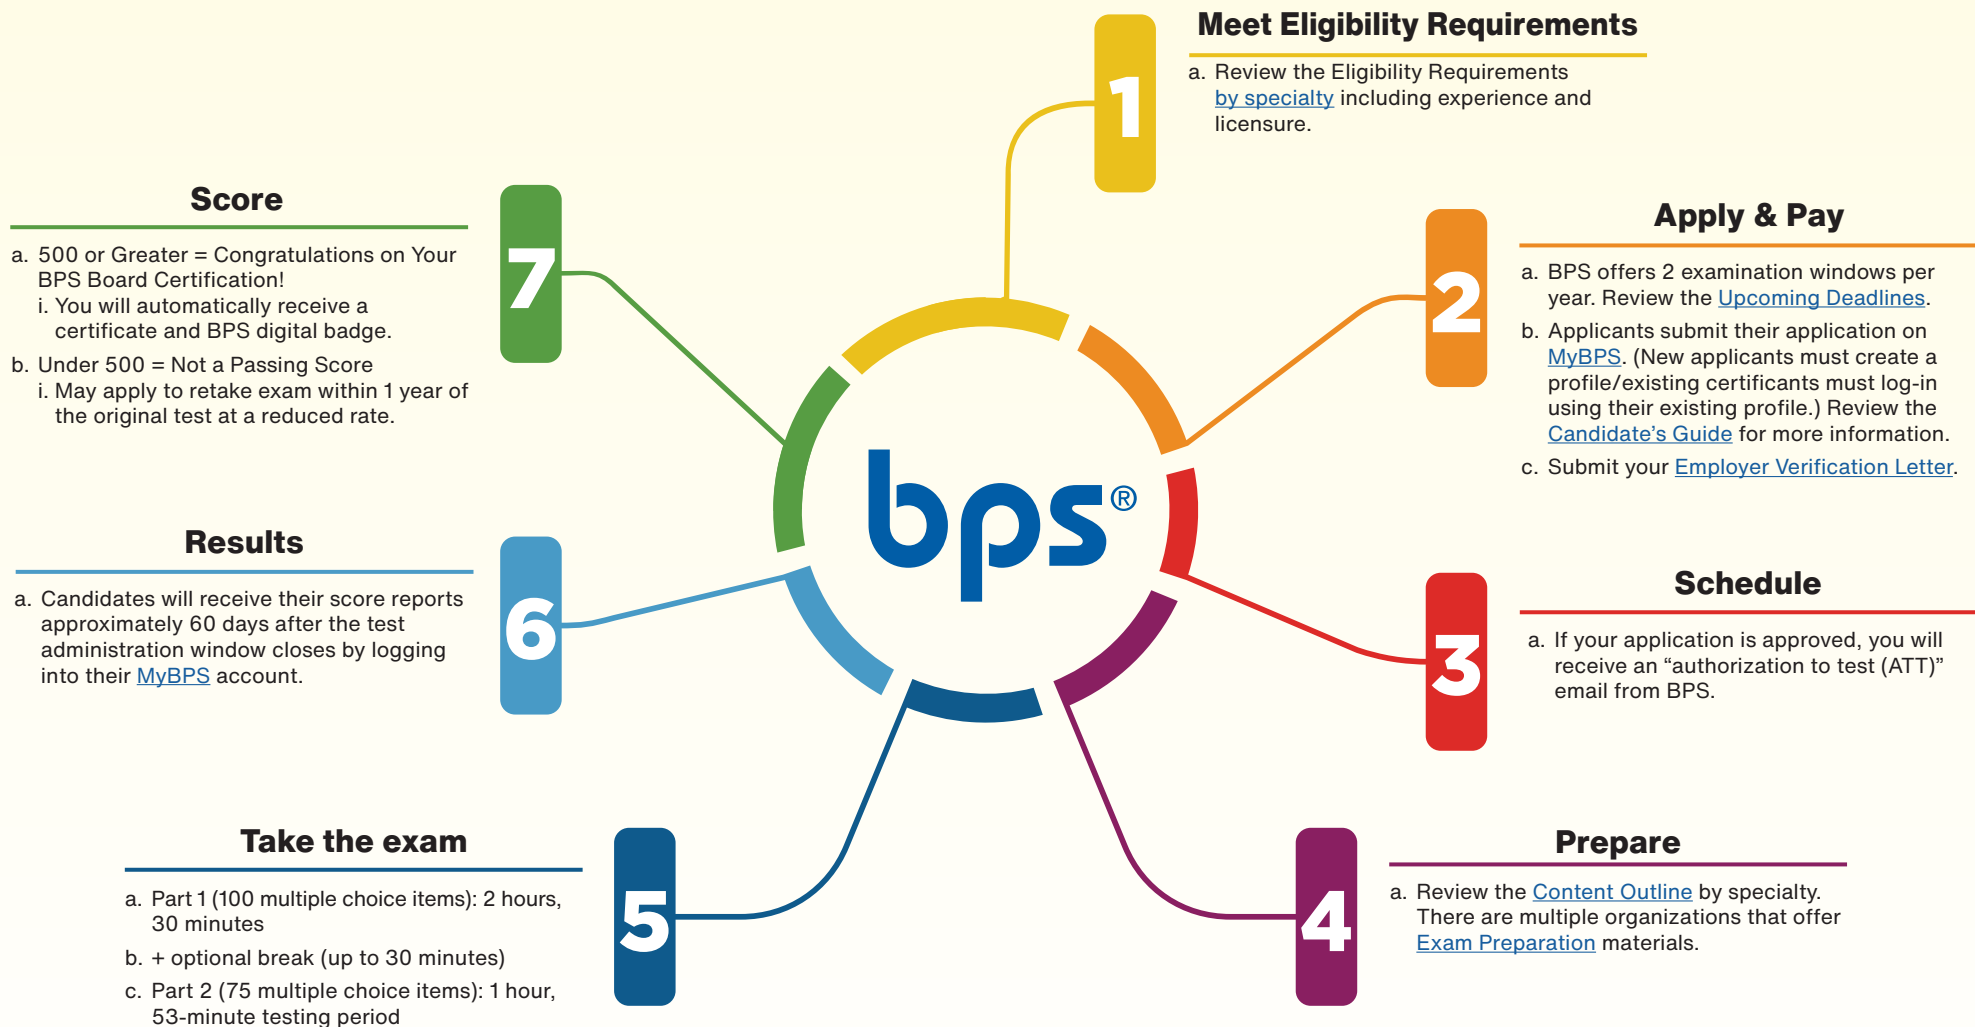 1
Meet Eligibility Requirements
a. Review the Eligibility Requirements
by specialty including experience and
licensure.
2
Apply & Pay
a. BPS offers 2 examination windows per
year. Review the Upcoming Deadlines.
b. Applicants submit their application on
MyBPS. (New applicants must create a
profile/existing certificants must log-in
using their existing profile.) Review the
Candidate’s Guide for more information.
c. Submit your Employer Verification Letter.
3
Schedule
a. If your application is approved, you will
receive an “authorization to test (ATT)”
email from BPS.
4
Prepare
a. Review the Content Outline by specialty.
There are multiple organizations that offer
Exam Preparation materials.
5
Take the exam
a. Part 1 (100 multiple choice items): 2 hours,
30 minutes
b. + optional break (up to 30 minutes)
c. Part 2 (75 multiple choice items): 1 hour,
53-minute testing period
6
Results
a. Candidates will receive their score reports
approximately 60 days after the test
administration window closes by logging
into their MyBPS account.
7
Score
a. 500 or Greater = Congratulations on Your
BPS Board Certification!
i. You will automatically receive a
certificate and BPS digital badge.
b. Under 500 = Not a Passing Score
i. May apply to retake exam within 1 year of
the original test at a reduced rate.
bps®